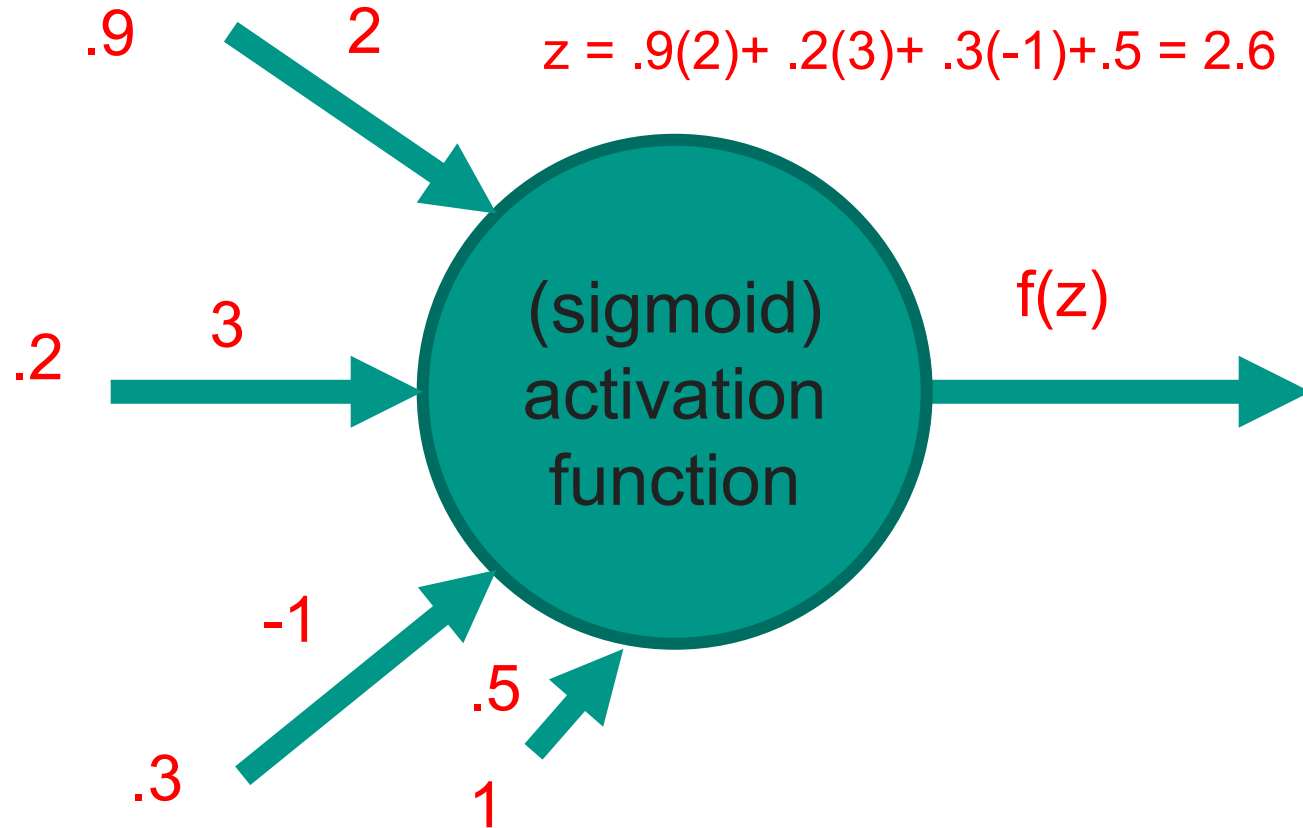 .9
2
z = .9(2)+ .2(3)+ .3(-1)+.5 = 2.6
.2
3
(sigmoid)
activation
function
f(z)
-1
.5
.3
1